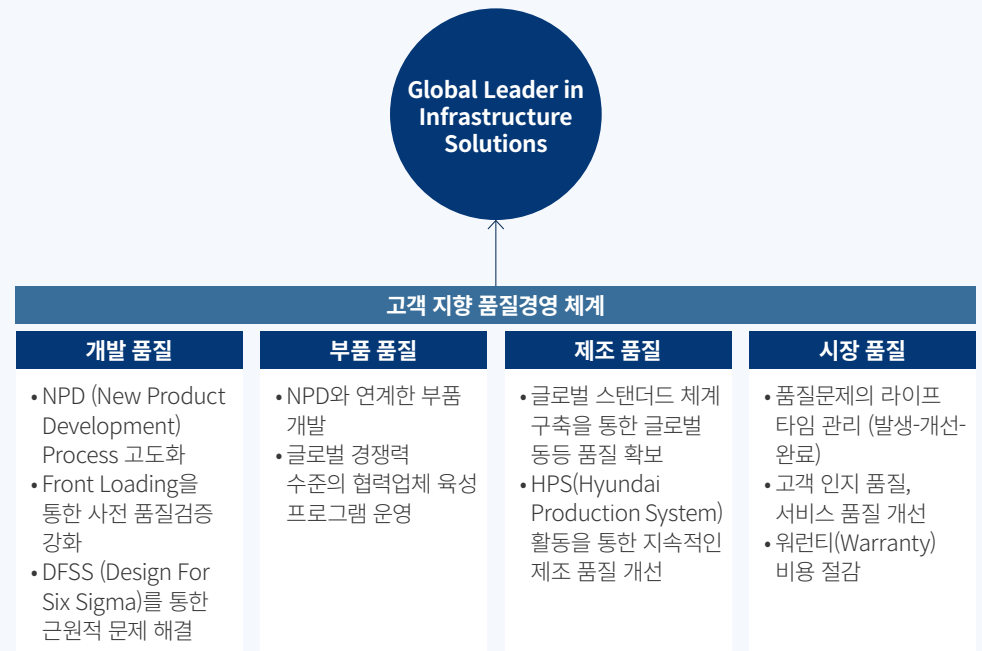 Global Leader in
Infrastructure
Solutions
고객 지향 품질경영 체계
개발 품질
• NPD (New Product
Development)
Process 고도화
• Front Loading을
통한 사전 품질검증
강화
• DFSS (Design For
Six Sigma)를 통한
근원적 문제 해결
부품 품질
• NPD와 연계한 부품
개발
• 글로벌 경쟁력
수준의 협력업체 육성
프로그램 운영
제조 품질
• 글로벌 스탠더드 체계
구축을 통한 글로벌
동등 품질 확보
• HPS(Hyundai
Production System)
활동을 통한 지속적인
제조 품질 개선
시장 품질
• 품질문제의 라이프
타임 관리 (발생-개선-
완료)
• 고객 인지 품질,
서비스 품질 개선
• 워런티(Warranty)
비용 절감